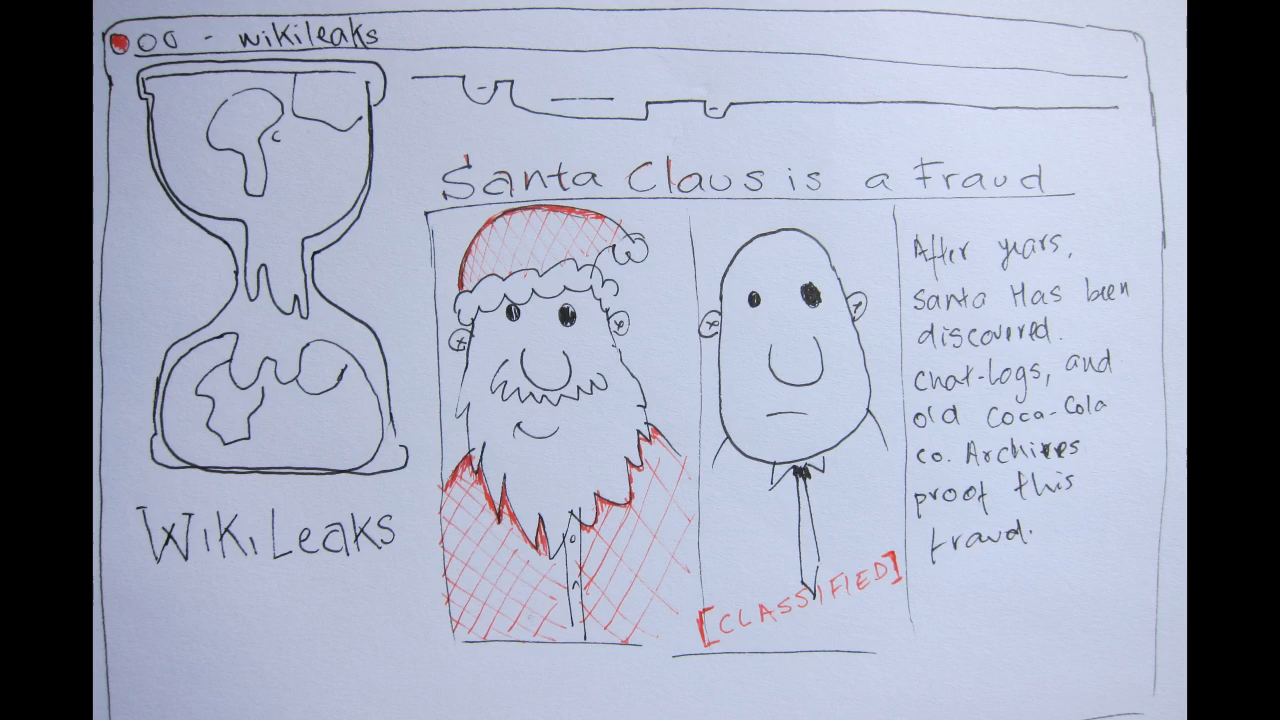 - wikileaks
Santa Claus is a Fraud
After years,
Santa Has been
discovered.
chat-Logs, and
old Coca-Cola
co. Archives
proof this
fraud.
[CLASSIFIED]
WikiLeaks